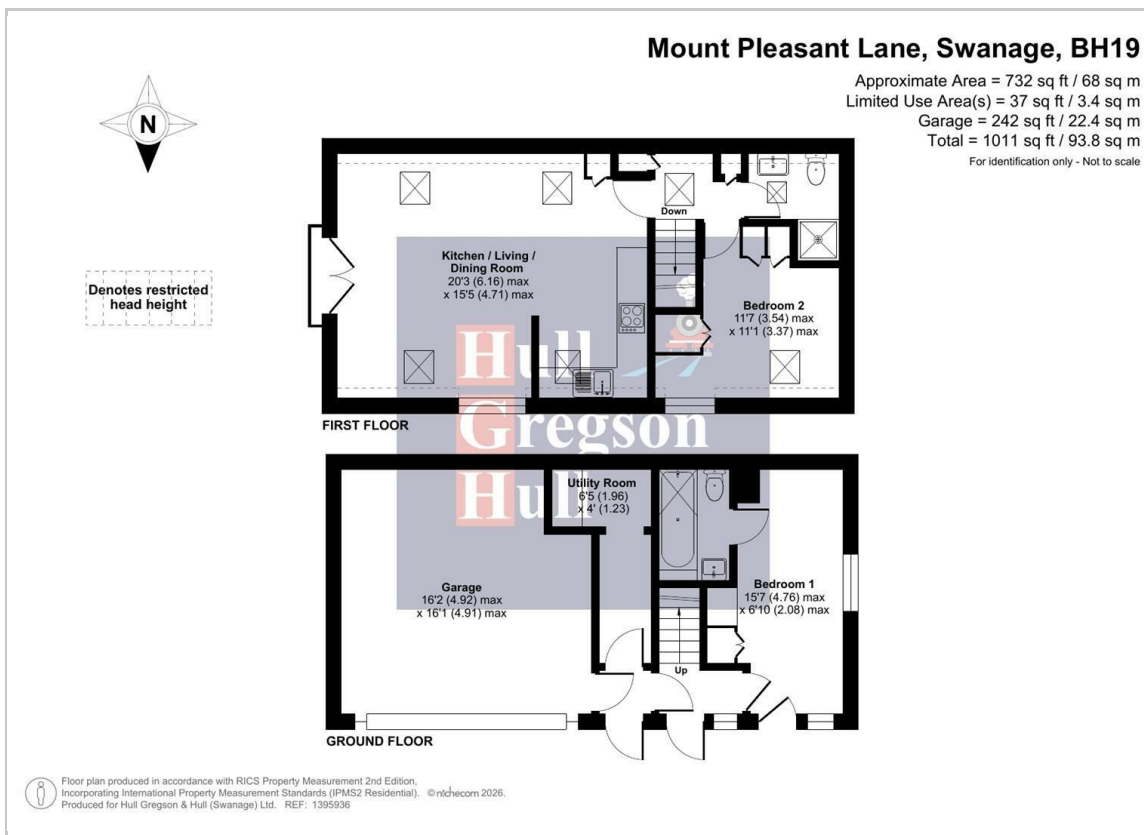 Mount Pleasant Lane, Swanage, BH19
Approximate Area = 732 sq ft / 68 sq m
Limited Use Area(s) = 37 sq ft / 3.4 sq m
Garage = 242 sq ft / 22.4 sq m
Total = 1011 sq ft / 93.8 sq m
For identification only - Not to scale
N
Denotes restricted
head height
Kitchen / Living /
Dining Room
20'3 (6.16) max
x 15'5 (4.71) max
Down
Bedroom 2
11'7 (3.54) max
x 11'1 (3.37) max
FIRST FLOOR
Hull
Gregson
Hull
Utility Room
6'5 (1.96)
x 4' (1.23)
Garage
16'2 (4.92) max
x 16'1 (4.91) max
Bedroom 1
15'7 (4.76) max
x 6'10 (2.08) max
Up
GROUND FLOOR
Floor plan produced in accordance with RICS Property Measurement 2nd Edition,
Incorporating International Property Measurement Standards (IPMS2 Residential). ©nichecom 2026.
Produced for Hull Gregson & Hull (Swanage) Ltd. REF: 1395936